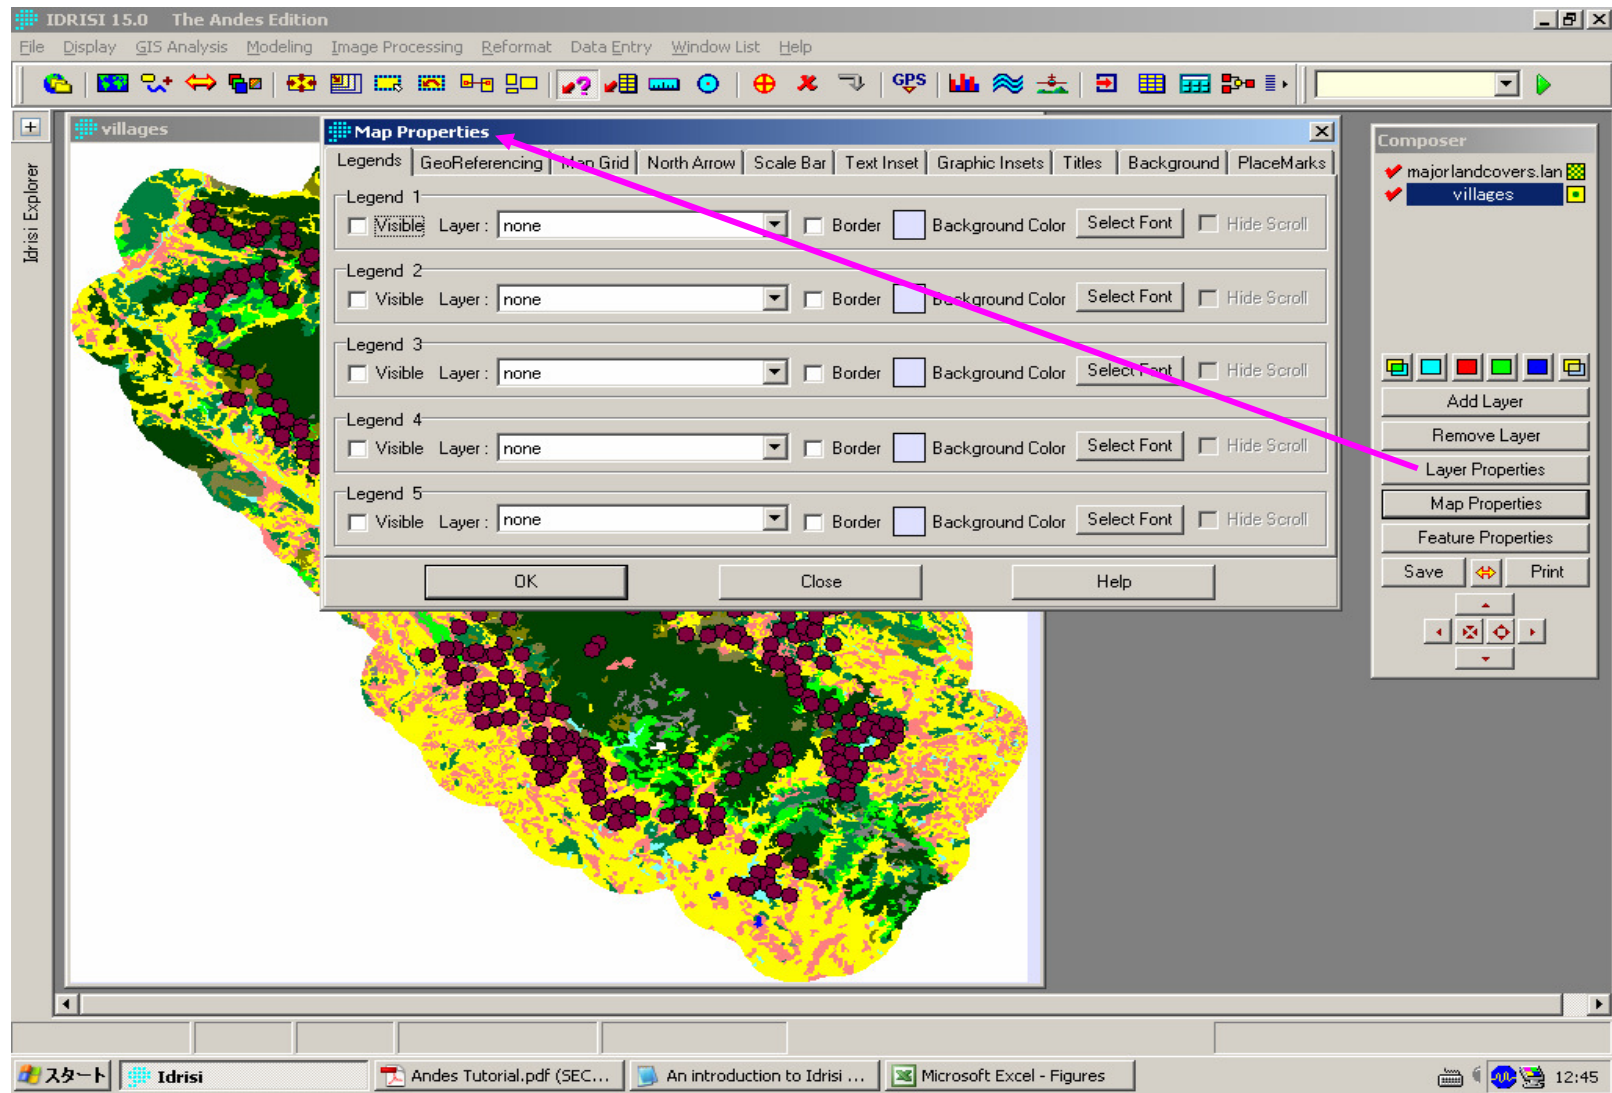 IDRISI 15.0 The Andes Edition
File Display GIS Analysis Modeling Image Processing Reformat Data Entry Window List Help
GPS
Idrisi Explorer
villages
Map Properties
Legends GeoReferencing Map Grid North Arrow Scale Bar Text Inset Graphic Insets Titles Background PlaceMarks
Legend 1
Visible Layer : none Border Background Color Select Font Hide Scroll
Legend 2
Visible Layer : none Border Background Color Select Font Hide Scroll
Legend 3
Visible Layer : none Border Background Color Select Font Hide Scroll
Legend 4
Visible Layer : none Border Background Color Select Font Hide Scroll
Legend 5
Visible Layer : none Border Background Color Select Font Hide Scroll
OK Close Help
Composer
majorlandcovers.lan
villages
Add Layer
Remove Layer
Layer Properties
Map Properties
Feature Properties
Save Print
スタート Idrisi Andes Tutorial.pdf (SEC... An introduction to Idrisi ... Microsoft Excel - Figures 12:45